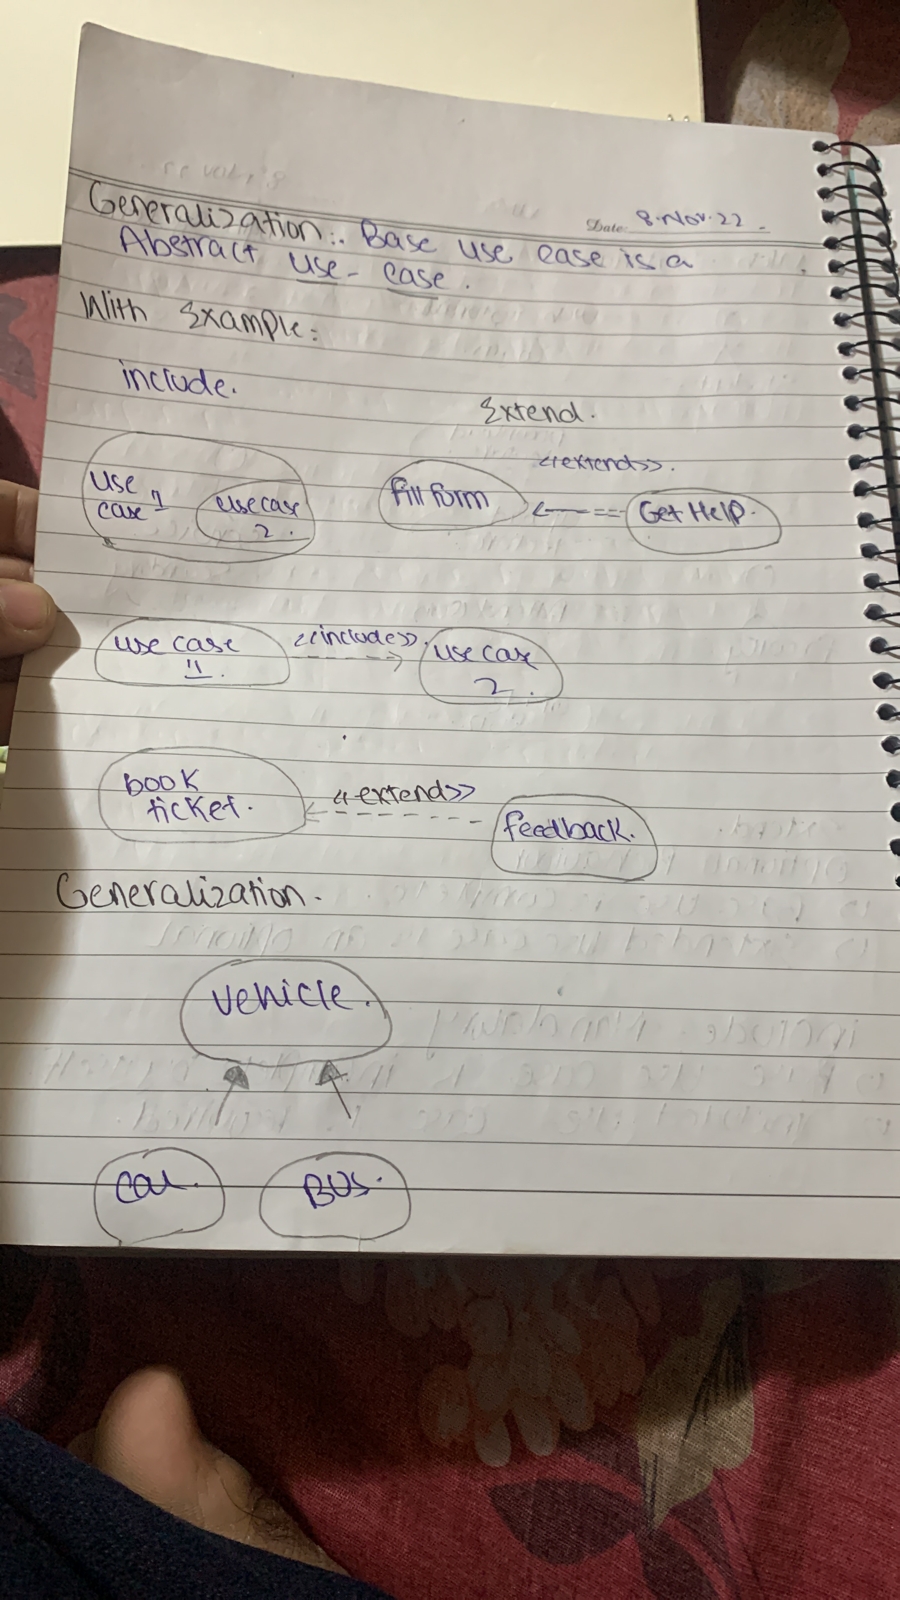 Date: 8.Nov.22
Generalization:. Base use case is a
Abstract use-case.
With Example:
include.
Extend.
<<extend>>.
use
case 1
usecase
2.
fill form
Get Help.
use case
1.
<<include>>.
use case
2.
book
ticket.
<<extend>>
feedback.
Generalization.
vehicle.
car.
BUS.